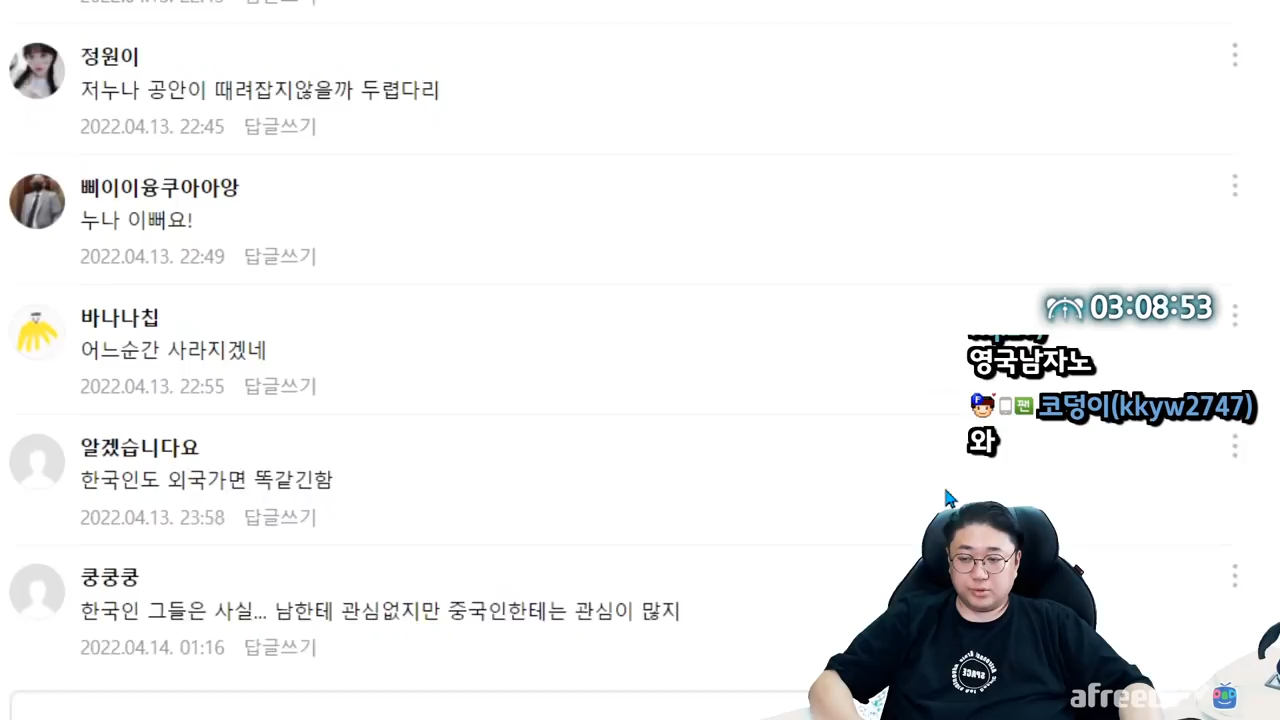 정원이
저누나 공안이 때려잡지않을까 두렵다리
2022.04.13. 22:45 답글쓰기
삐이이융쿠아아앙
누나 이뻐요!
2022.04.13. 22:49 답글쓰기
바나나칩
어느순간 사라지겠네
2022.04.13. 22:55 답글쓰기
알겠습니다요
한국인도 외국가면 똑같긴함
2022.04.13. 23:58 답글쓰기
쿵쿵쿵
한국인 그들은 사실... 남한테 관심없지만 중국인한테는 관심이 많지
2022.04.14. 01:16 답글쓰기
03:08:53
영국남자노
F 팬 코덩이(kkyw2747)
와
SPACE
afree